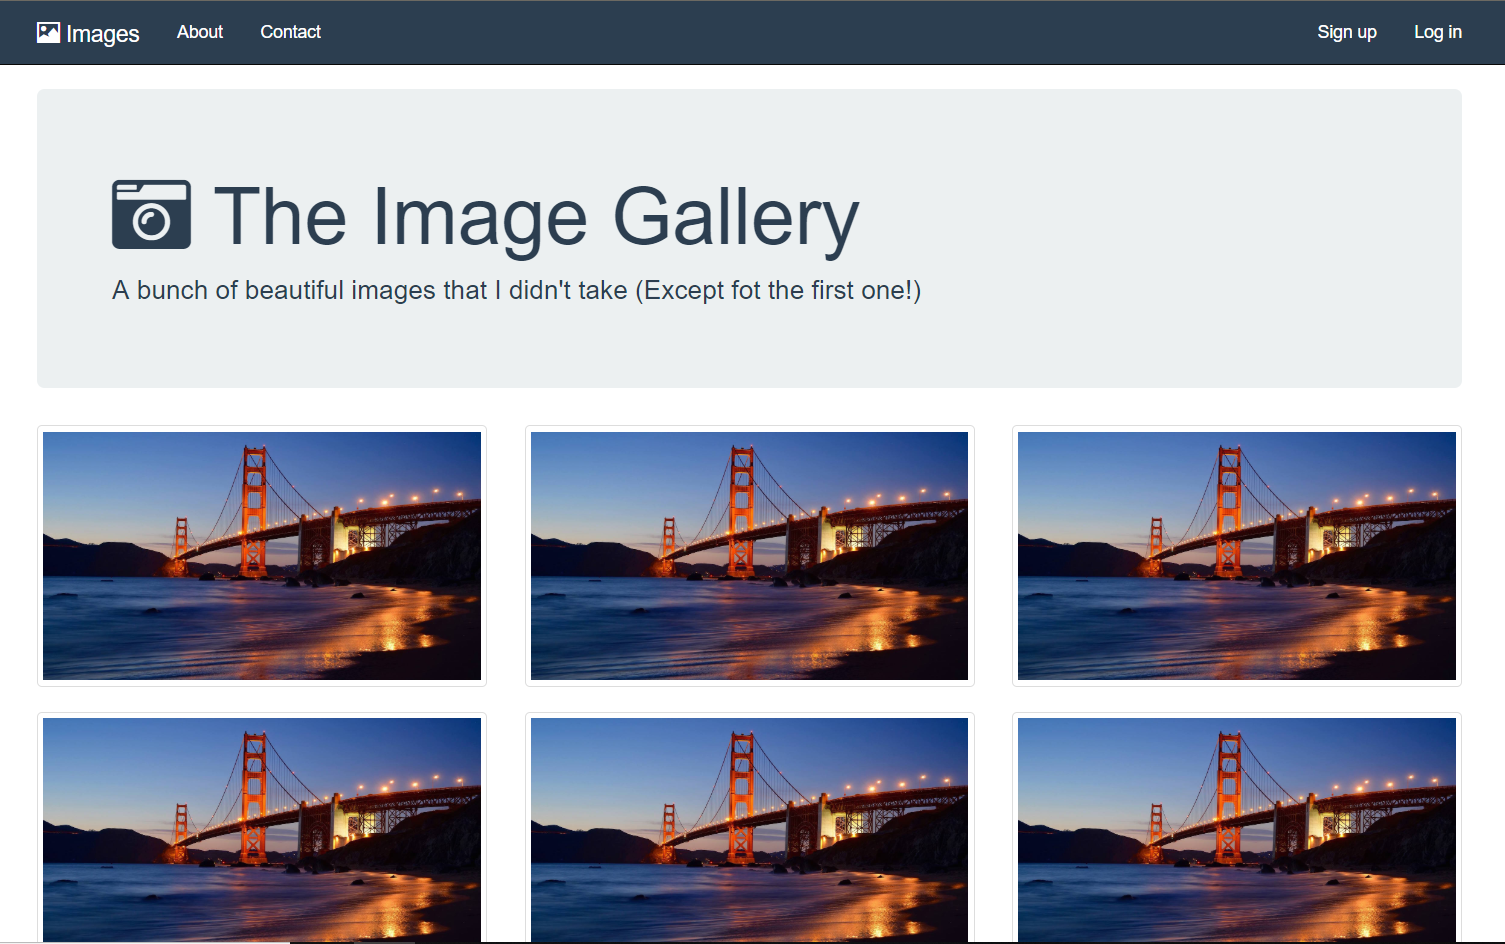 Images About Contact Sign up Log in
The Image Gallery
A bunch of beautiful images that I didn't take (Except fot the first one!)